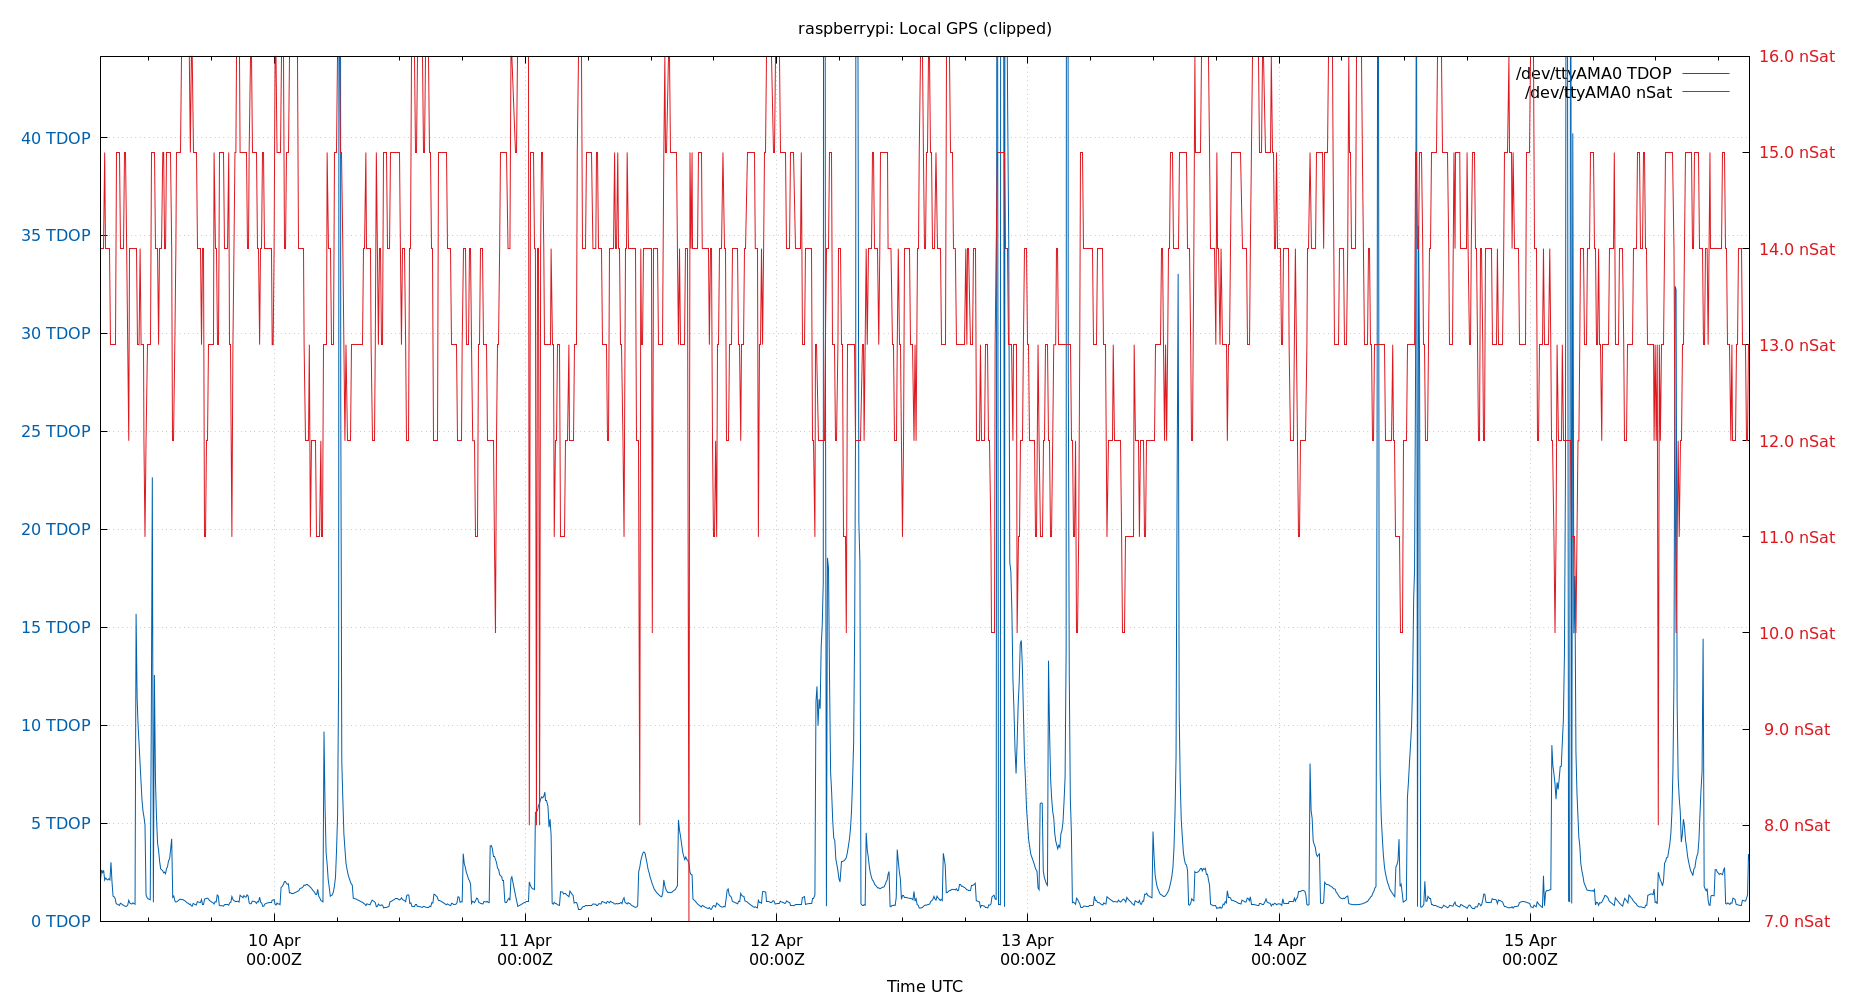 raspberrypi: Local GPS (clipped)
/dev/ttyAMA0 TDOP
/dev/ttyAMA0 nSat
40 TDOP
35 TDOP
30 TDOP
25 TDOP
20 TDOP
15 TDOP
10 TDOP
5 TDOP
0 TDOP
16.0 nSat
15.0 nSat
14.0 nSat
13.0 nSat
12.0 nSat
11.0 nSat
10.0 nSat
9.0 nSat
8.0 nSat
7.0 nSat
10 Apr 11 Apr 12 Apr 13 Apr 14 Apr 15 Apr
00:00Z 00:00Z 00:00Z 00:00Z 00:00Z 00:00Z
Time UTC